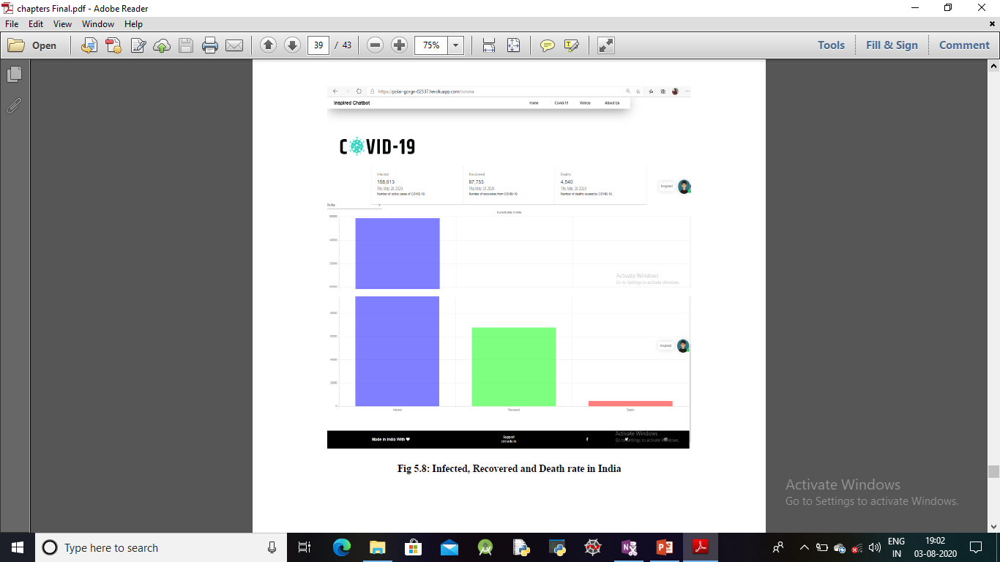 chapters Final.pdf - Adobe Reader
File Edit View Window Help
Open 39 / 43 75% Tools Fill & Sign Comment
https://polar-gorge-02337.herokuapp.com/corona
Inspired Chatbot Home Covid-19 Videos About Us
COVID-19
Infected Recovered Deaths
158,613 67,753 4,540
Thu May 28 2020 Thu May 28 2020 Thu May 28 2020
Number of active cases of COVID-19. Number of recoveries from COVID-19 Number of deaths caused by COVID-19.
Inspired
India
Current state in India
Activate Windows
Go to Settings to activate Windows.
Inspired
40000
20000
0
Infected Recovered Deaths
Made in India With
Support
cmr.edu.in
Activate Windows
Go to Settings to activate Windows.
Fig 5.8: Infected, Recovered and Death rate in India
Activate Windows
Go to Settings to activate Windows.
Type here to search
ENG 19:02
IN 03-08-2020